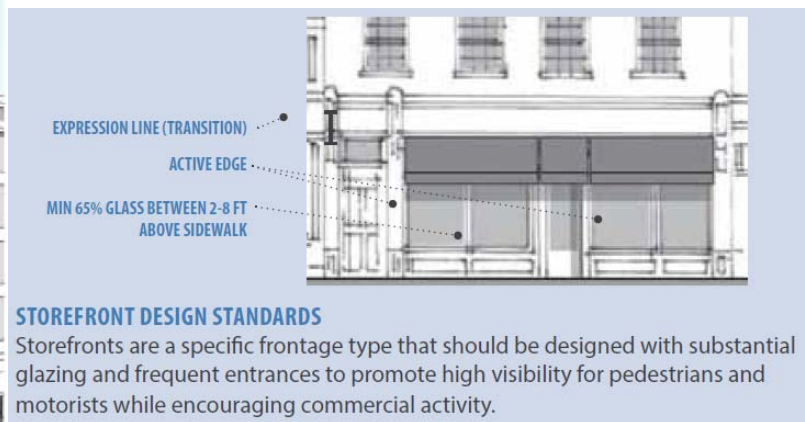 EXPRESSION LINE (TRANSITION)
ACTIVE EDGE
MIN 65% GLASS BETWEEN 2-8 FT
ABOVE SIDEWALK
STOREFRONT DESIGN STANDARDS
Storefronts are a specific frontage type that should be designed with substantial
glazing and frequent entrances to promote high visibility for pedestrians and
motorists while encouraging commercial activity.